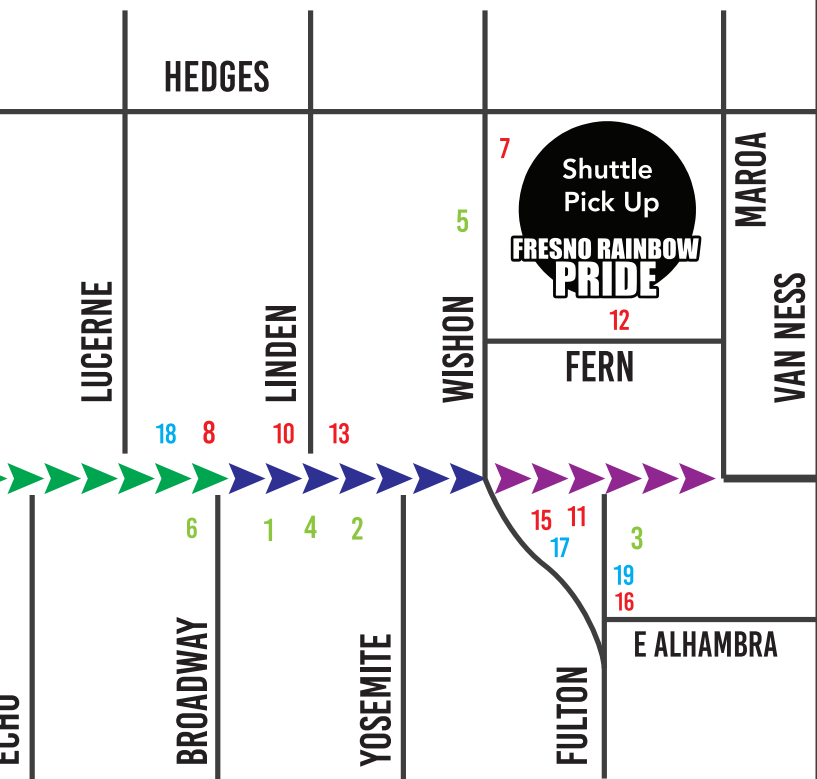 HEDGES
MAROA
7
Shuttle
Pick Up
5
FRESNO RAINBOW
PRIDE
LUCERNE
LINDEN
WISHON
VAN NESS
12
FERN
18 8 10 13
15 11
6 1 4 2
17
3
19
16
E ALHAMBRA
ECHO
BROADWAY
YOSEMITE
FULTON